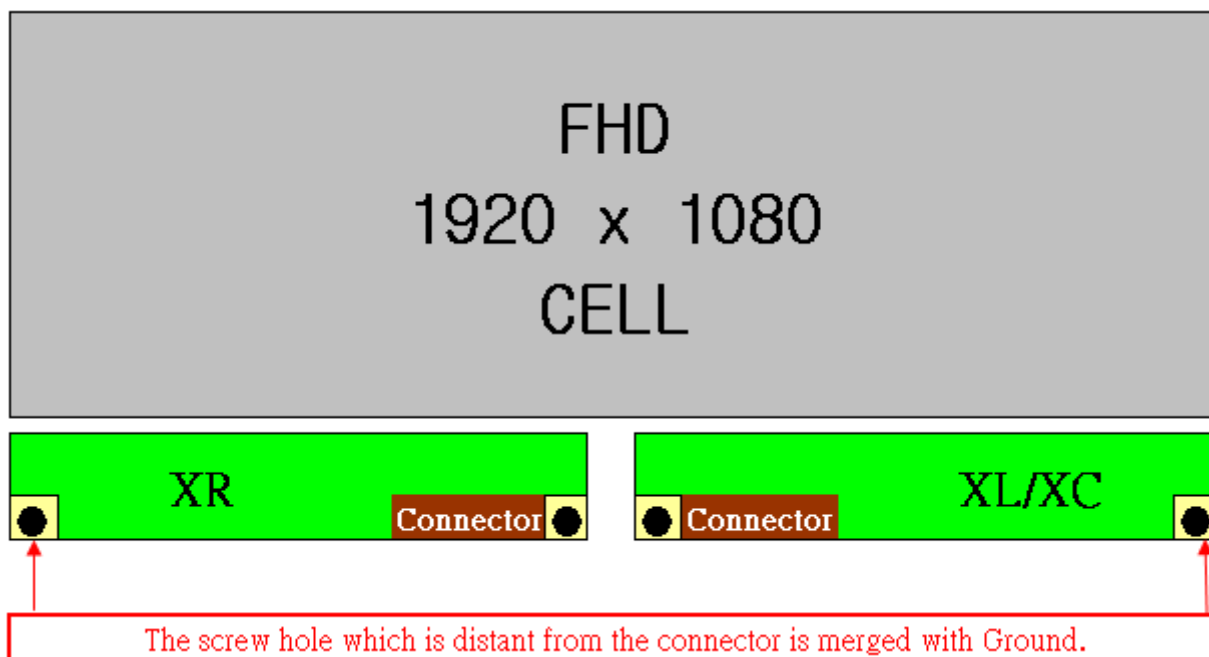 FHD
1920 x 1080
CELL
XR
XL/XC
Connector
Connector
The screw hole which is distant from the connector is merged with Ground.